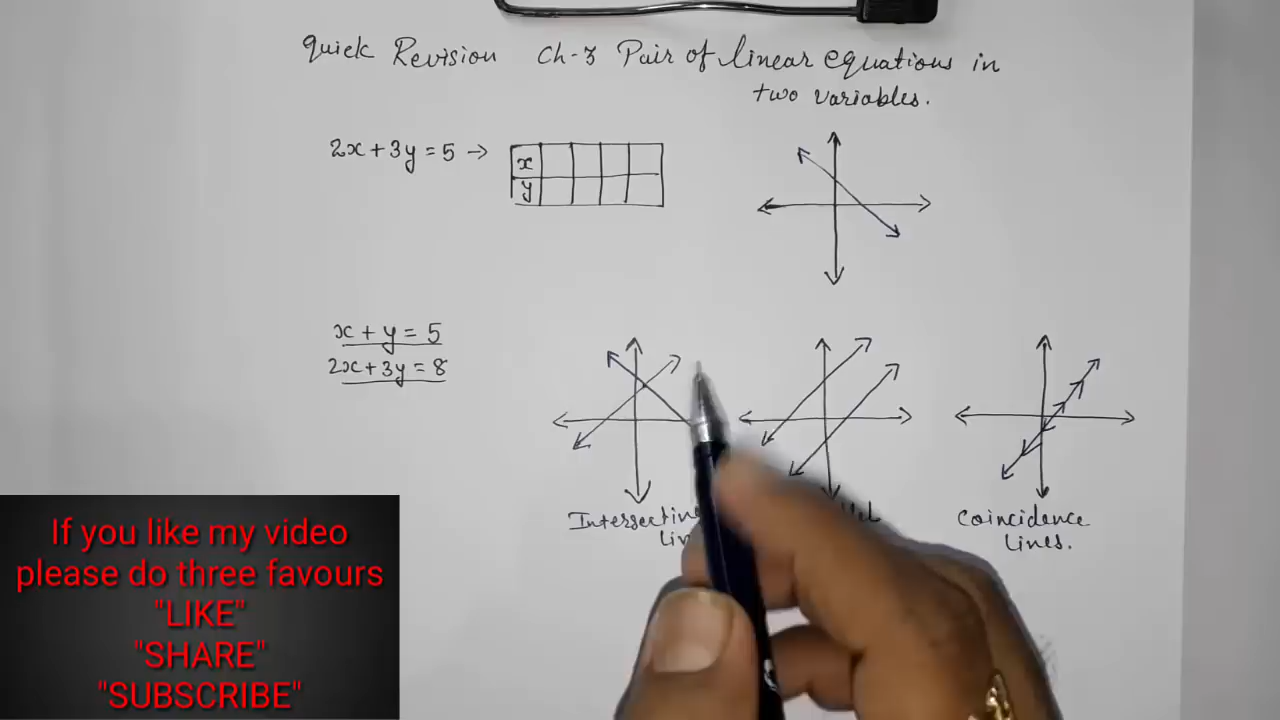 quick Revision Ch-3 Pair of linear equations in
two variables.
2x+3y=5 →
x
y
x+y=5
2x+3y=8
Coincidence
lines.
If you like my video
please do three favours
"LIKE"
"SHARE"
"SUBSCRIBE"